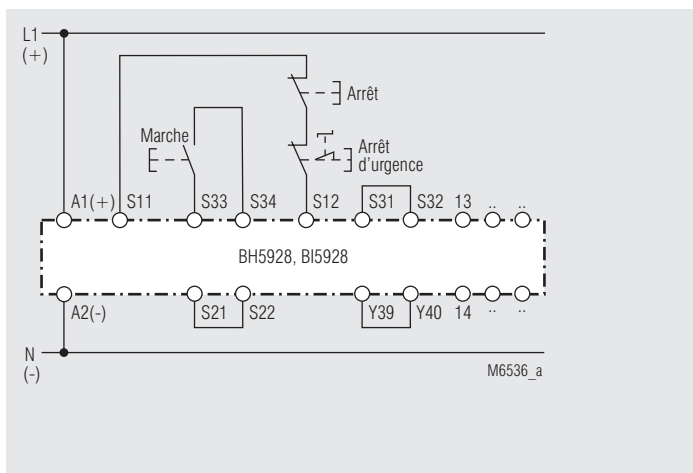 L1
(+)
Arrêt
Marche
Arrêt
d'urgence
A1(+) S11 S33 S34 S12 S31 S32 13 .. ..
BH5928, BI5928
A2(-) S21 S22 Y39 Y40 14 .. ..
N
(-)
M6536_a